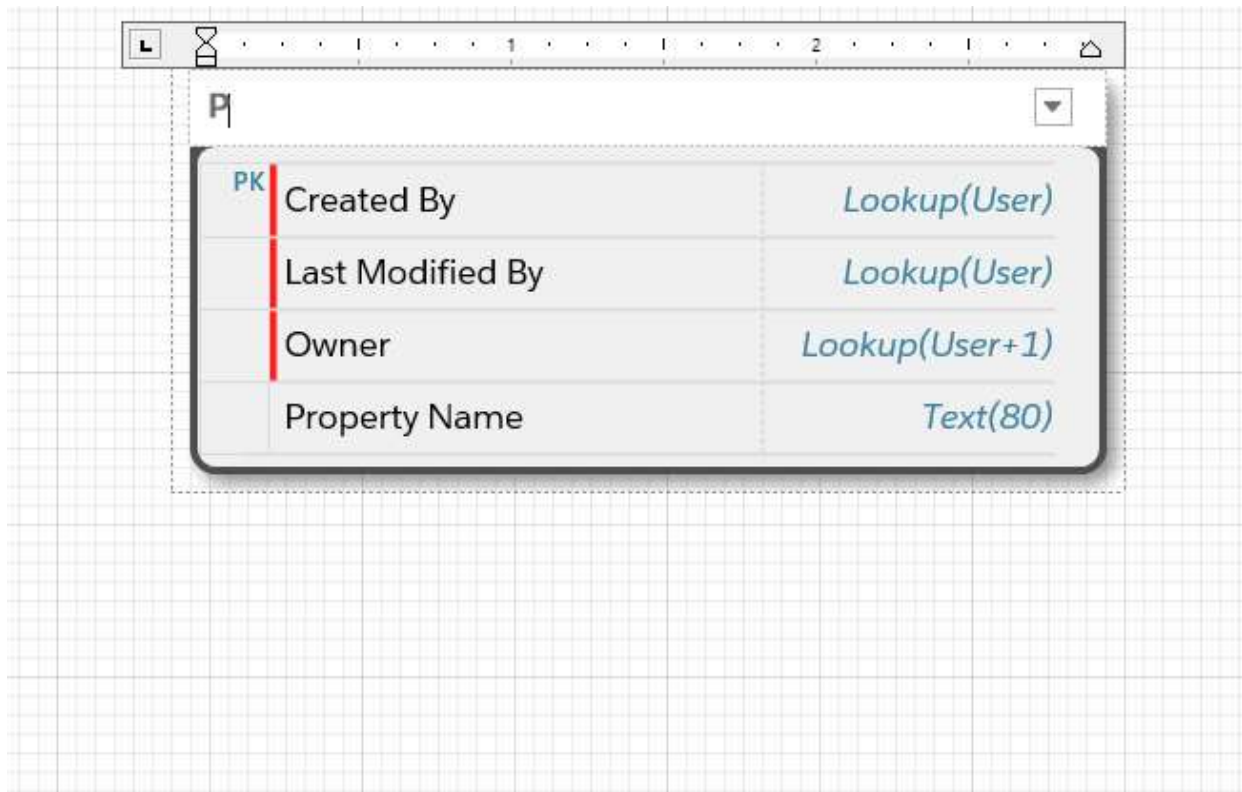 1 2
P
PK Created By Lookup(User)
Last Modified By Lookup(User)
Owner Lookup(User+1)
Property Name Text(80)